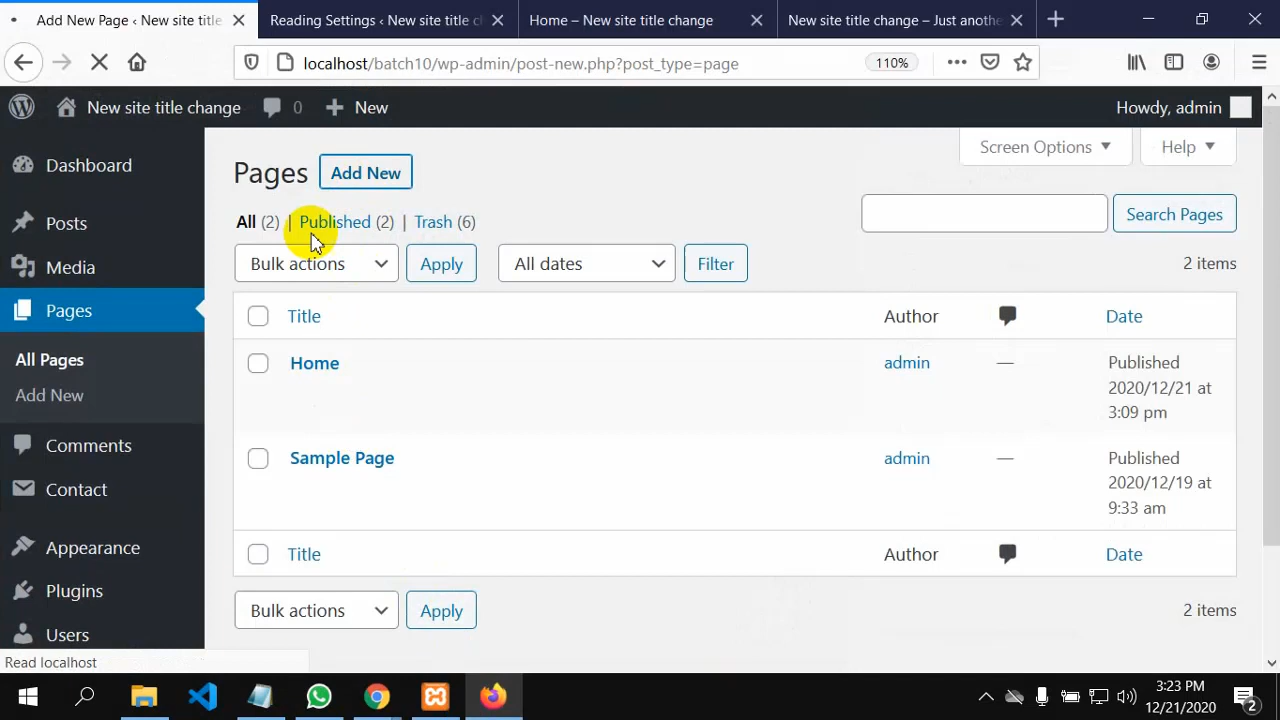 Add New Page ‹ New site title c
Reading Settings ‹ New site title c
Home – New site title change
New site title change – Just anothe
localhost/batch10/wp-admin/post-new.php?post_type=page
110%
New site title change
0
New
Howdy, admin
Dashboard
Posts
Media
Pages
All Pages
Add New
Comments
Contact
Appearance
Plugins
Users
Screen Options
Help
Pages
Add New
All (2) | Published (2) | Trash (6)
Search Pages
Bulk actions
Apply
All dates
Filter
2 items
Title
Author
Date
Home
admin
—
Published
2020/12/21 at
3:09 pm
Sample Page
admin
—
Published
2020/12/19 at
9:33 am
Title
Author
Date
Bulk actions
Apply
2 items
Read localhost
3:23 PM
12/21/2020
2